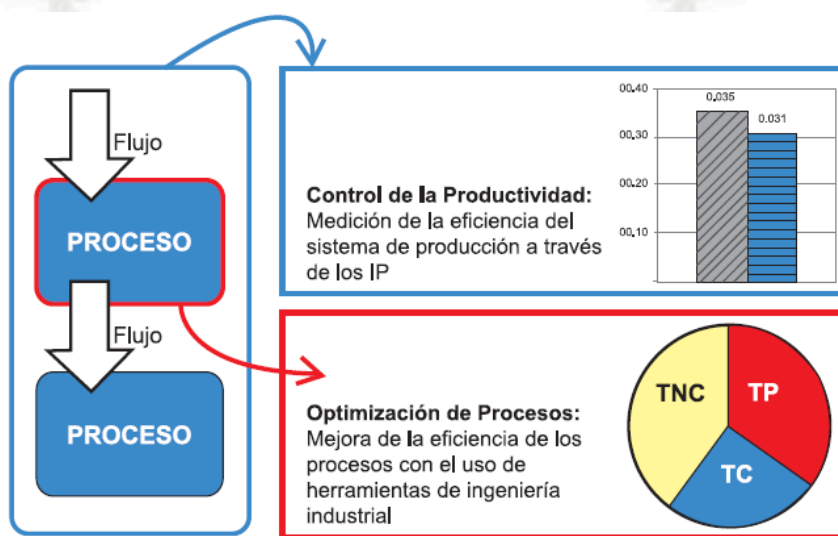 Flujo
PROCESO
Flujo
PROCESO
Control de la Productividad:
Medición de la eficiencia del
sistema de producción a través
de los IP
00.40
00.30
00.20
00.10
0.035
0.031
Optimización de Procesos:
Mejora de la eficiencia de los
procesos con el uso de
herramientas de ingeniería
industrial
TNC
TP
TC